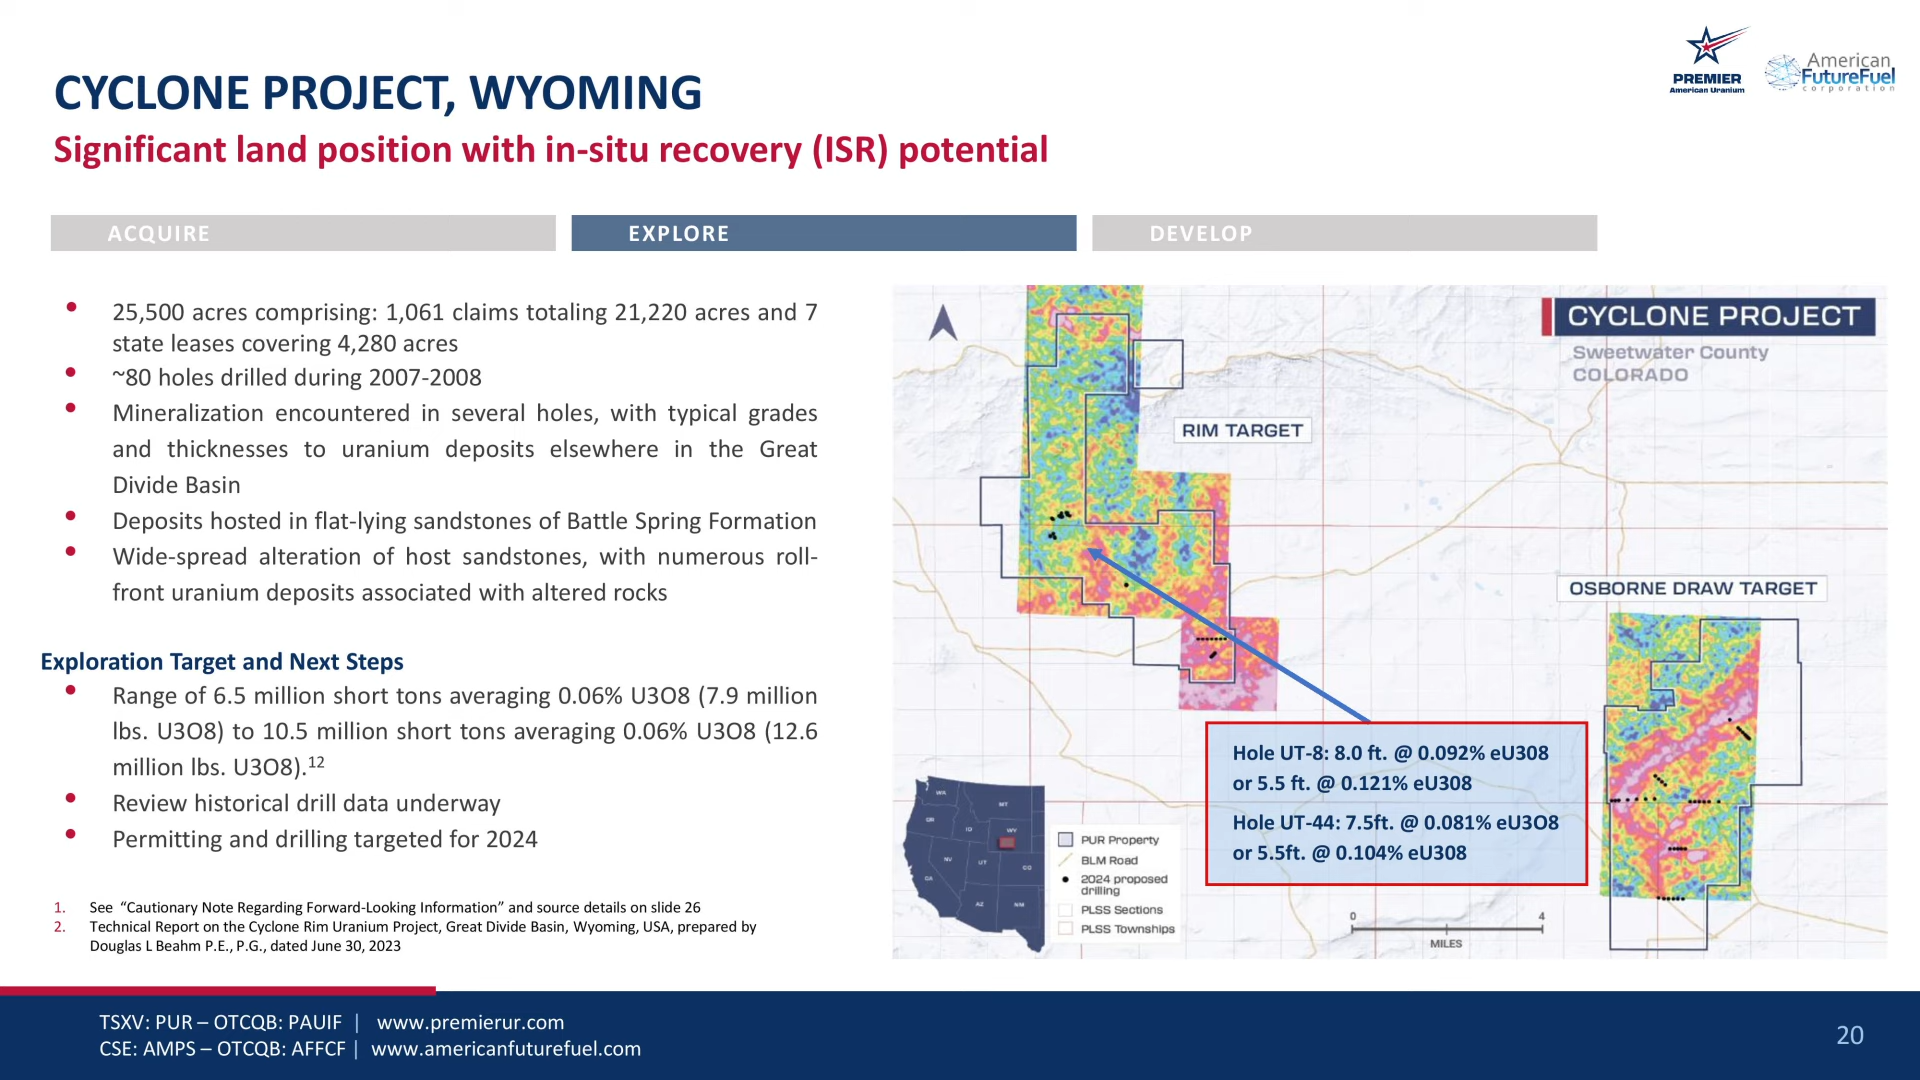 PREMIER
American Uranium
American
FutureFuel
corporation
CYCLONE PROJECT, WYOMING
Significant land position with in-situ recovery (ISR) potential
ACQUIRE
EXPLORE
DEVELOP
• 25,500 acres comprising: 1,061 claims totaling 21,220 acres and 7
state leases covering 4,280 acres
• ~80 holes drilled during 2007-2008
• Mineralization encountered in several holes, with typical grades
and thicknesses to uranium deposits elsewhere in the Great
Divide Basin
• Deposits hosted in flat-lying sandstones of Battle Spring Formation
• Wide-spread alteration of host sandstones, with numerous roll-
front uranium deposits associated with altered rocks
Exploration Target and Next Steps
• Range of 6.5 million short tons averaging 0.06% U3O8 (7.9 million
lbs. U3O8) to 10.5 million short tons averaging 0.06% U3O8 (12.6
million lbs. U3O8).12
• Review historical drill data underway
• Permitting and drilling targeted for 2024
1. See “Cautionary Note Regarding Forward-Looking Information” and source details on slide 26
2. Technical Report on the Cyclone Rim Uranium Project, Great Divide Basin, Wyoming, USA, prepared by
Douglas L Beahm P.E., P.G., dated June 30, 2023
CYCLONE PROJECT
Sweetwater County
COLORADO
RIM TARGET
OSBORNE DRAW TARGET
Hole UT-8: 8.0 ft. @ 0.092% eU308
or 5.5 ft. @ 0.121% eU308
Hole UT-44: 7.5ft. @ 0.081% eU3O8
or 5.5ft. @ 0.104% eU308
WA
MT
OR
ID
WY
NV
UT
CO
CA
AZ
NM
PUR Property
BLM Road
2024 proposed
drilling
PLSS Sections
PLSS Townships
0 4
MILES
TSXV: PUR – OTCQB: PAUIF | www.premierur.com
CSE: AMPS – OTCQB: AFFCF | www.americanfuturefuel.com
20